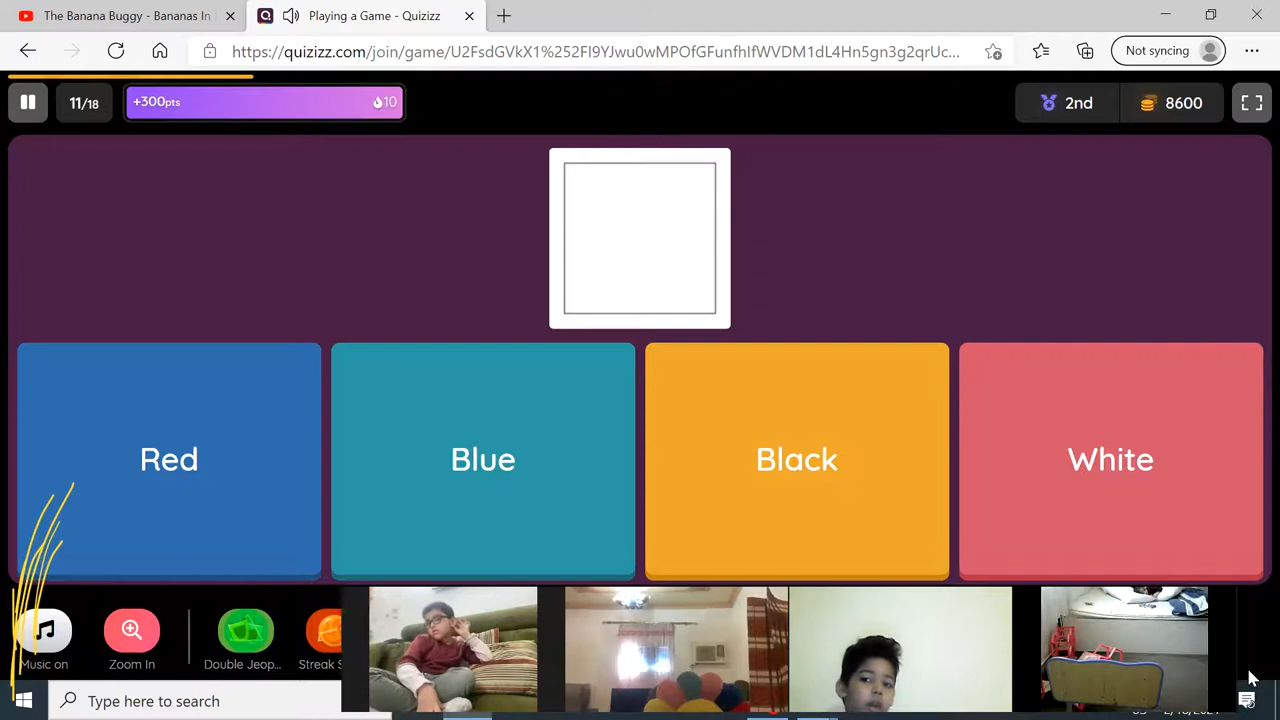 The Banana Buggy - Bananas In
Playing a Game - Quizizz
https://quizizz.com/join/game/U2FsdGVkX1%252FI9YJwu0wMPOfGFunfhIfWYDM1dL4Hn5gn3g2qrUc...
Not syncing
11/18
+300pts
10
2nd
8600
Red
Blue
Black
White
Music on
Zoom In
Double Jeop...
Streak S
Type here to search